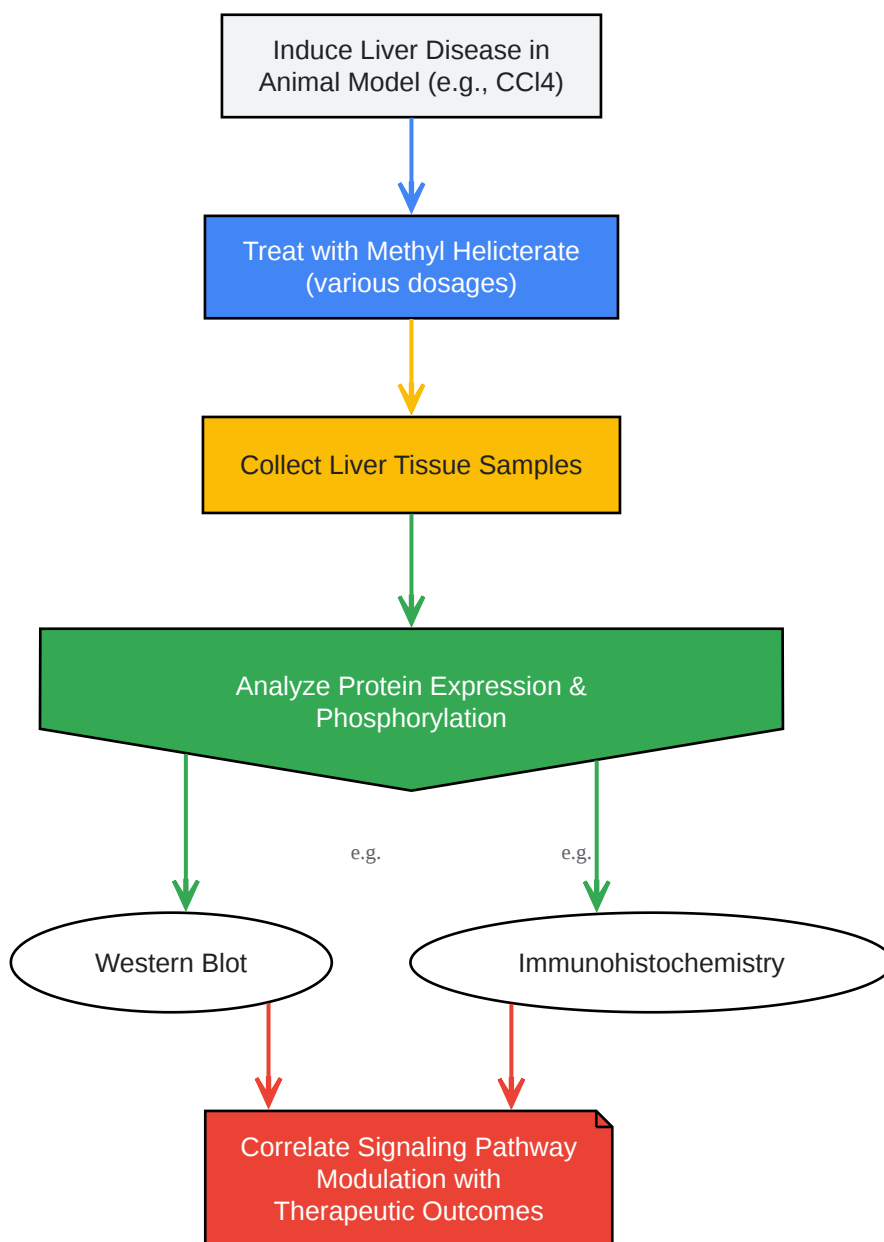 Induce Liver Disease in
Animal Model (e.g., CCl4)
Treat with Methyl Helicterate
(various dosages)
Collect Liver Tissue Samples
Analyze Protein Expression &
Phosphorylation
e.g.
e.g.
Western Blot
Immunohistochemistry
Correlate Signaling Pathway
Modulation with
Therapeutic Outcomes